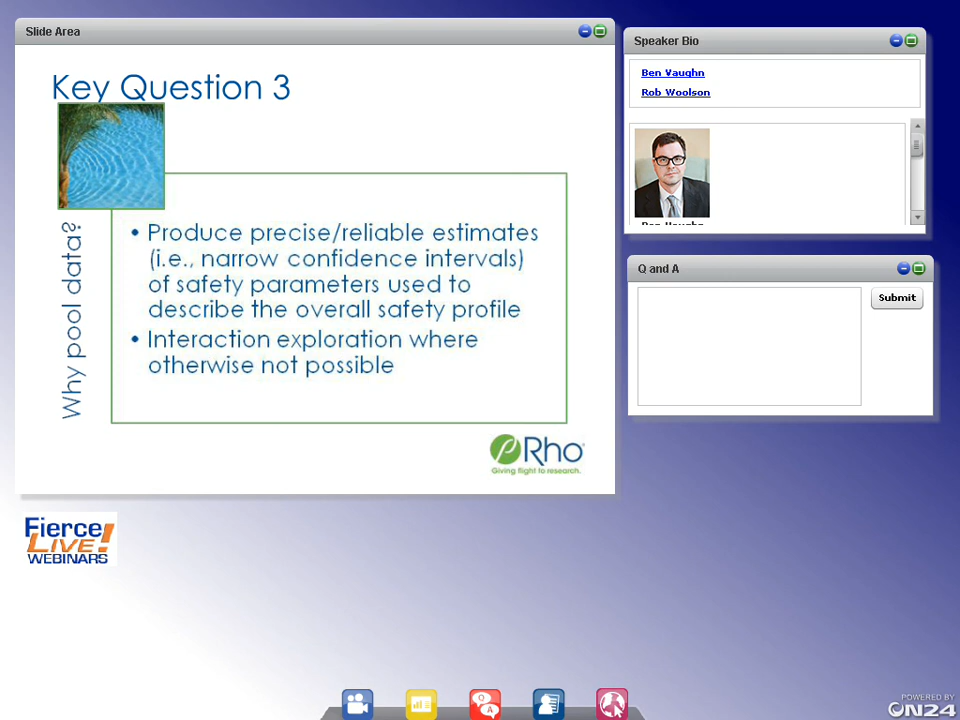 Slide Area
Key Question 3
Why pool data?
• Produce precise/reliable estimates
(i.e., narrow confidence intervals)
of safety parameters used to
describe the overall safety profile
• Interaction exploration where
otherwise not possible
Rho
Giving flight to research.
Speaker Bio
Ben Vaughn
Rob Woolson
Ben Vaughn
Q and A
Submit
Fierce
LIVE!
WEBINARS
Q
A
POWERED BY
ON24